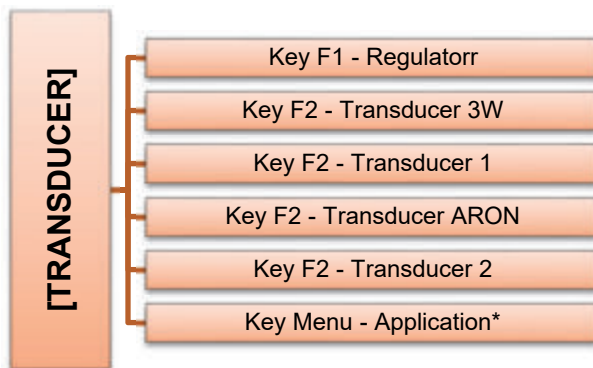 [TRANSDUCER]
Key F1 - Regulatorr
Key F2 - Transducer 3W
Key F2 - Transducer 1
Key F2 - Transducer ARON
Key F2 - Transducer 2
Key Menu - Application*